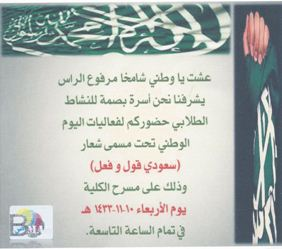 عشت يا وطني شامخا مرفوع الراس
يشرفنا نحن أسرة بصمة للنشاط
الطلابي حضوركم لفعاليات اليوم
الوطني تحت مسمى شعار
(سعودي قول و فعل)
وذلك على مسرح الكلية
يوم الأربعاء ١٠-١١-١٤٣٣ هـ
في تمام الساعة التاسعة.